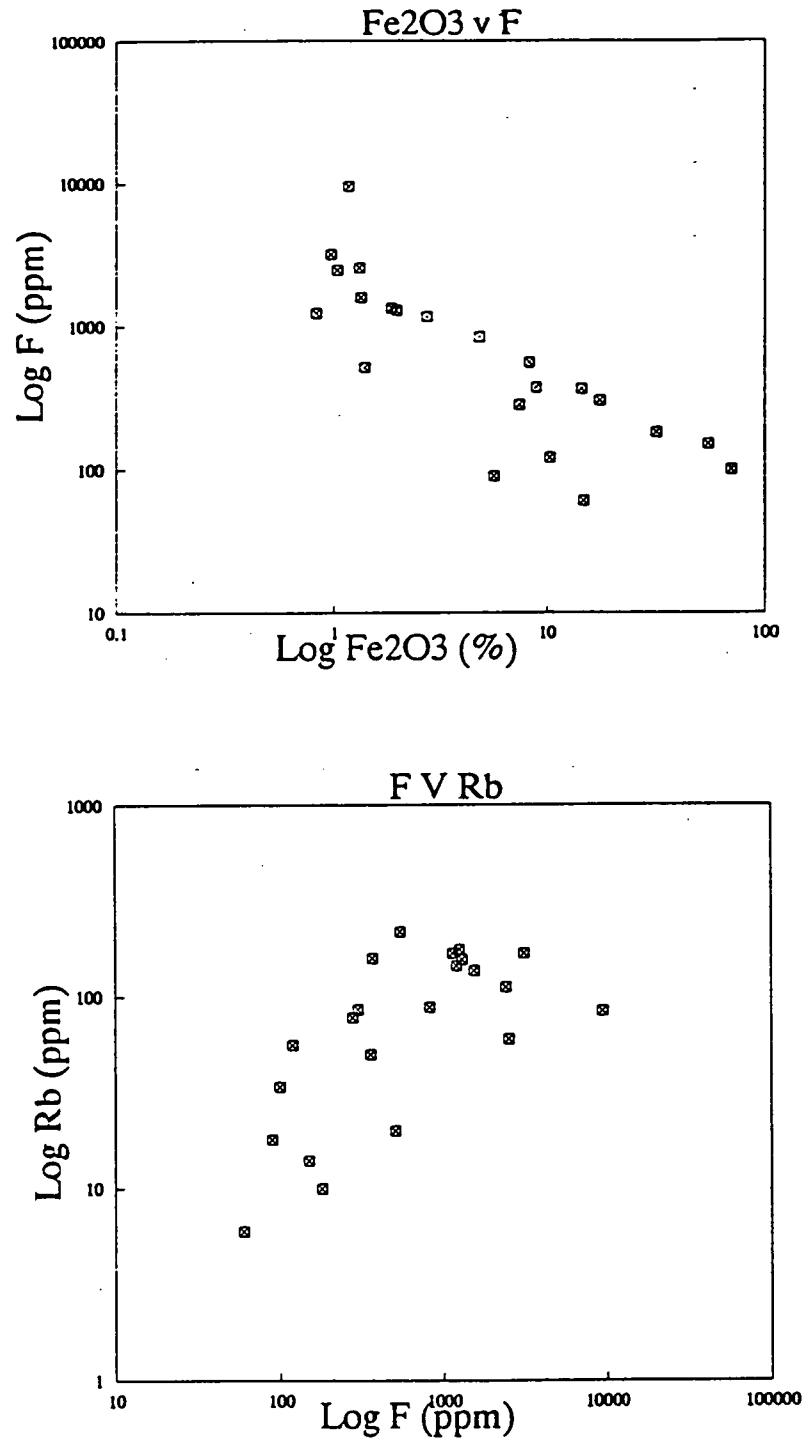 Fe2O3 v F
100000
10000
1000
100
10
Log F (ppm)
0.1 1 10 100
Log Fe2O3 (%)
F V Rb
1000
100
10
1
Log Rb (ppm)
10 100 1000 10000 100000
Log F (ppm)